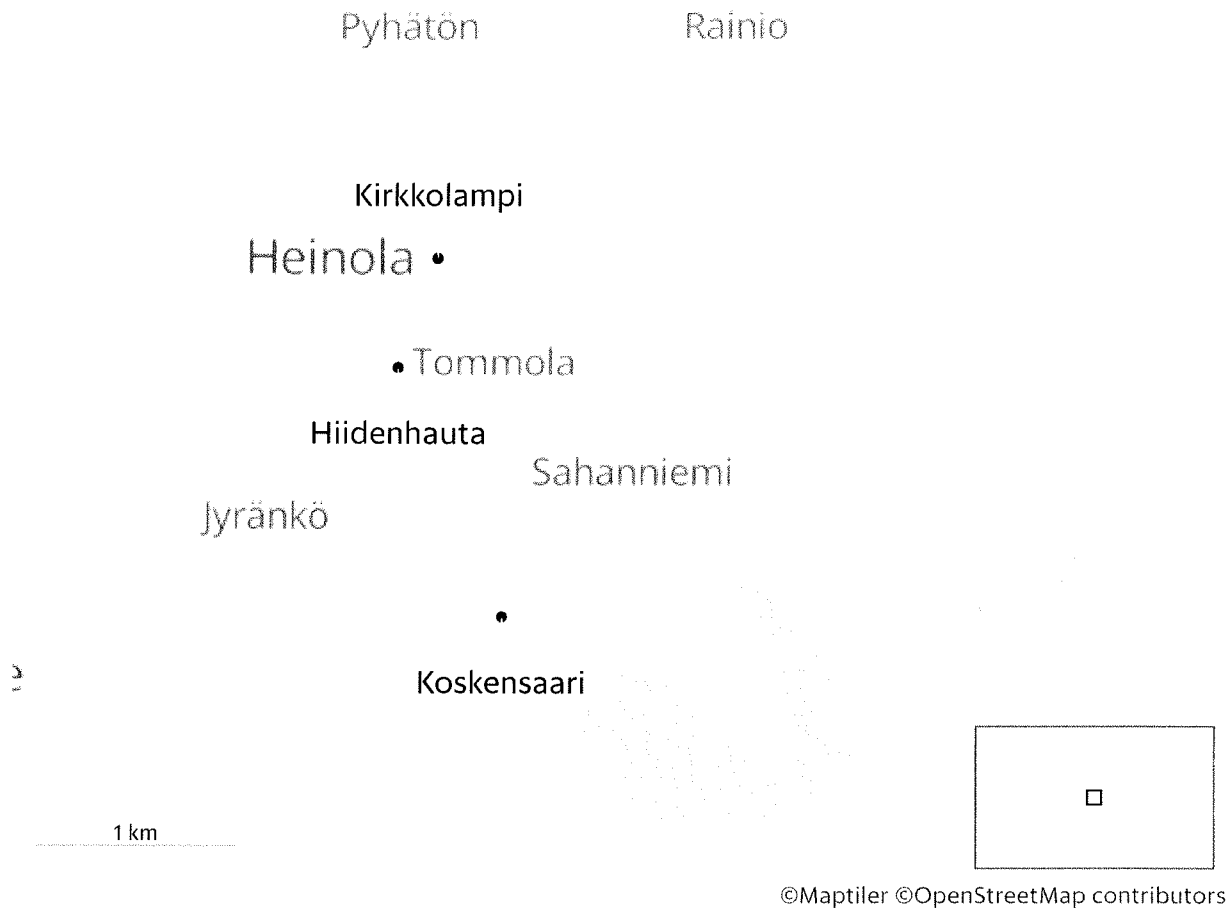 Pyhätön
Rainio
Kirkkolampi
Heinola
Tommola
Hiidenhauta
Sahanniemi
Jyränkö
Koskensaari
1 km
©Maptiler ©OpenStreetMap contributors